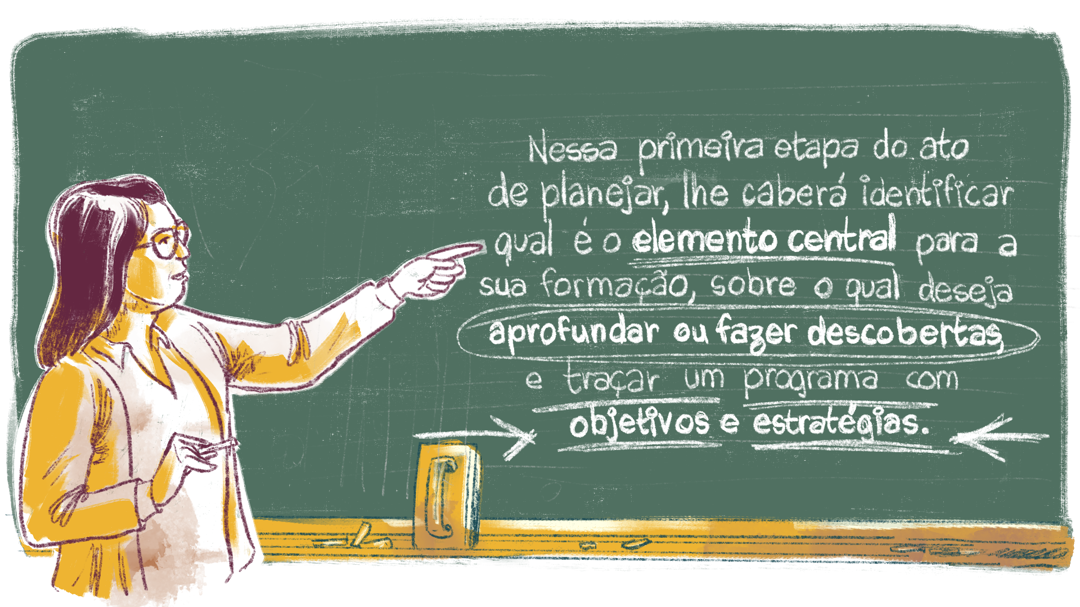 Nessa primeira etapa do ato
de planejar, lhe caberá identificar
qual é o elemento central para a
sua formação, sobre o qual deseja
aprofundar ou fazer descobertas,
e traçar um programa com
objetivos e estratégias.